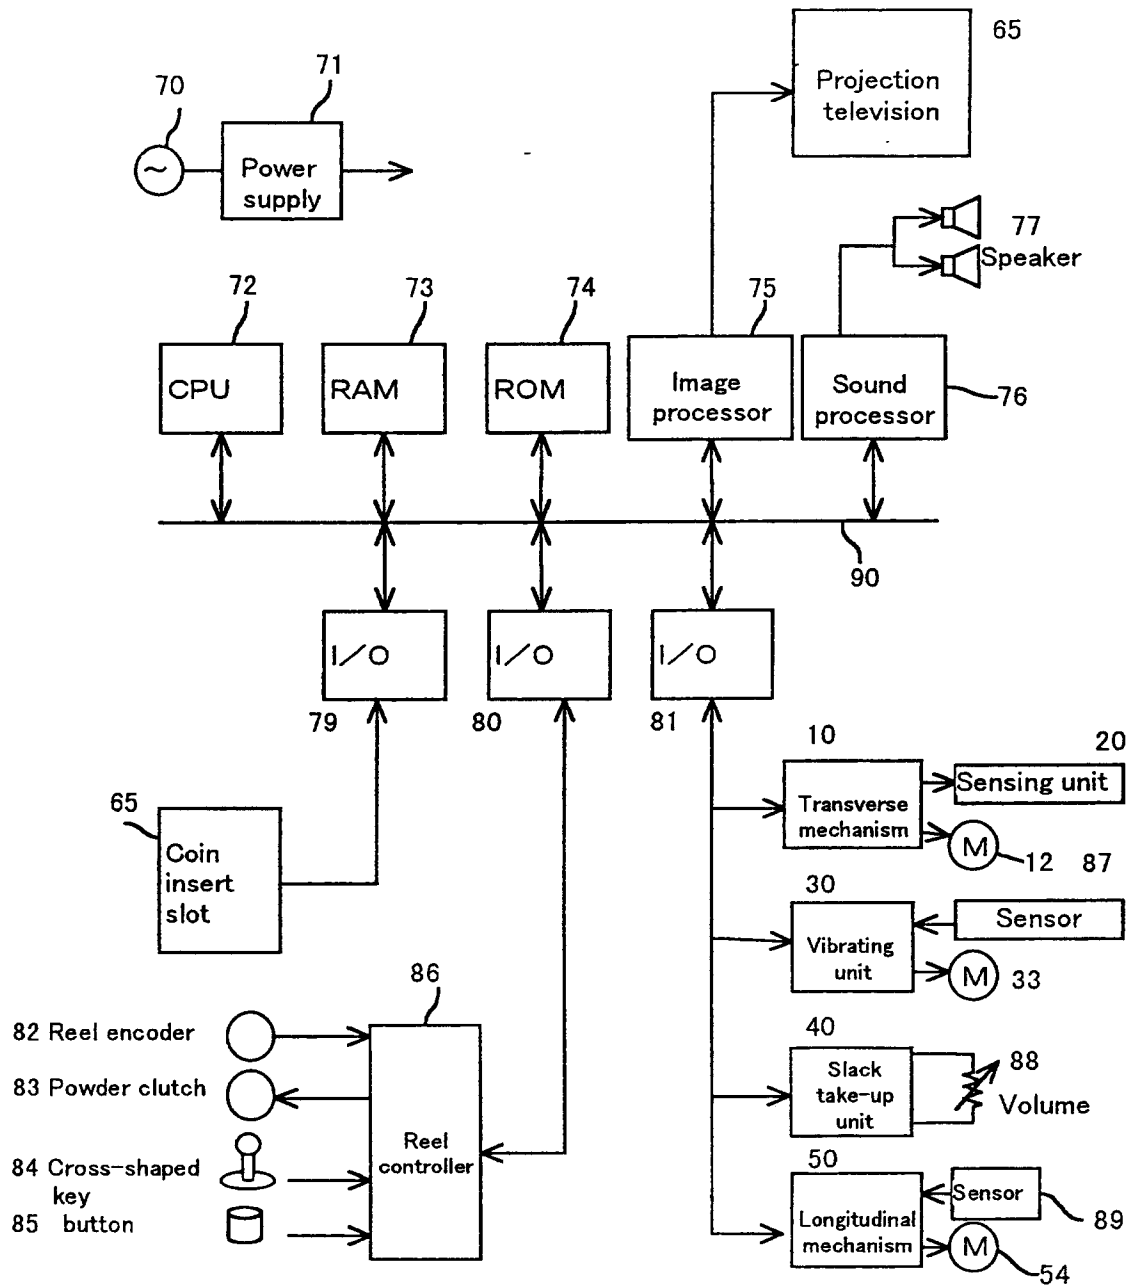 65
Projection
television
71
70
~
Power
supply
77
Speaker
72
73
74
75
CPU
RAM
ROM
Image
processor
Sound
processor
76
90
I/O
I/O
I/O
79
80
81
10
20
Sensing unit
Transverse
mechanism
M
12
87
65
Coin
insert
slot
30
Sensor
Vibrating
unit
M
33
86
82 Reel encoder
83 Powder clutch
84 Cross-shaped
key
85 button
Reel
controller
40
88
Slack
take-up
unit
Volume
50
Sensor
89
Longitudinal
mechanism
M
54